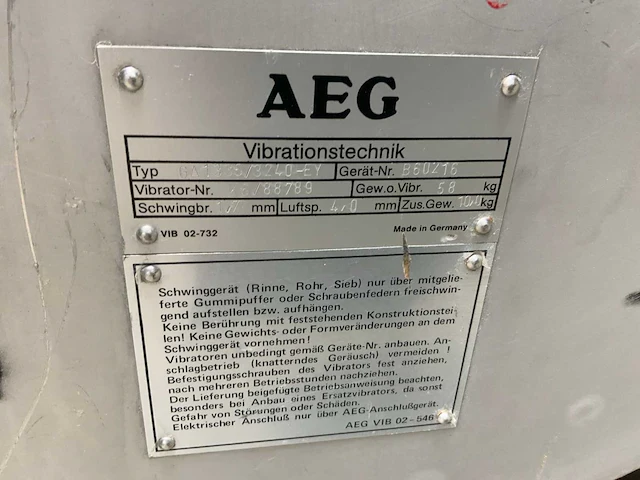 AEG
Vibrationstechnik
Typ Gerät-Nr. B60216
Vibrator-Nr. /88789 Gew.o.Vibr. 58 kg
Schwingbr. mm Luftsp. 4,0 mm Zus.Gew. kg
VIB 02-732 Made in Germany
Schwinggerät (Rinne, Rohr, Sieb) nur über mitgelie-
ferte Gummipuffer oder Schraubenfedern freischwin-
gend aufstellen bzw. aufhängen.
Keine Berührung mit feststehenden Konstruktionstei-
len! Keine Gewichts- oder Formveränderungen an dem
Schwinggerät vornehmen!
Vibratoren unbedingt gemäß Geräte-Nr. anbauen. An-
schlagbetrieb (knatterndes Geräusch) vermeiden !
Befestigungsschrauben des Vibrators fest anziehen,
nach mehreren Betriebsstunden nachziehen.
Der Lieferung beigefügte Betriebsanweisung beachten,
besonders bei Anbau eines Ersatzvibrators, da sonst
Gefahr von Störungen oder Schäden.
Elektrischer Anschluß nur über AEG-Anschlußgerät.
AEG VIB 02-546